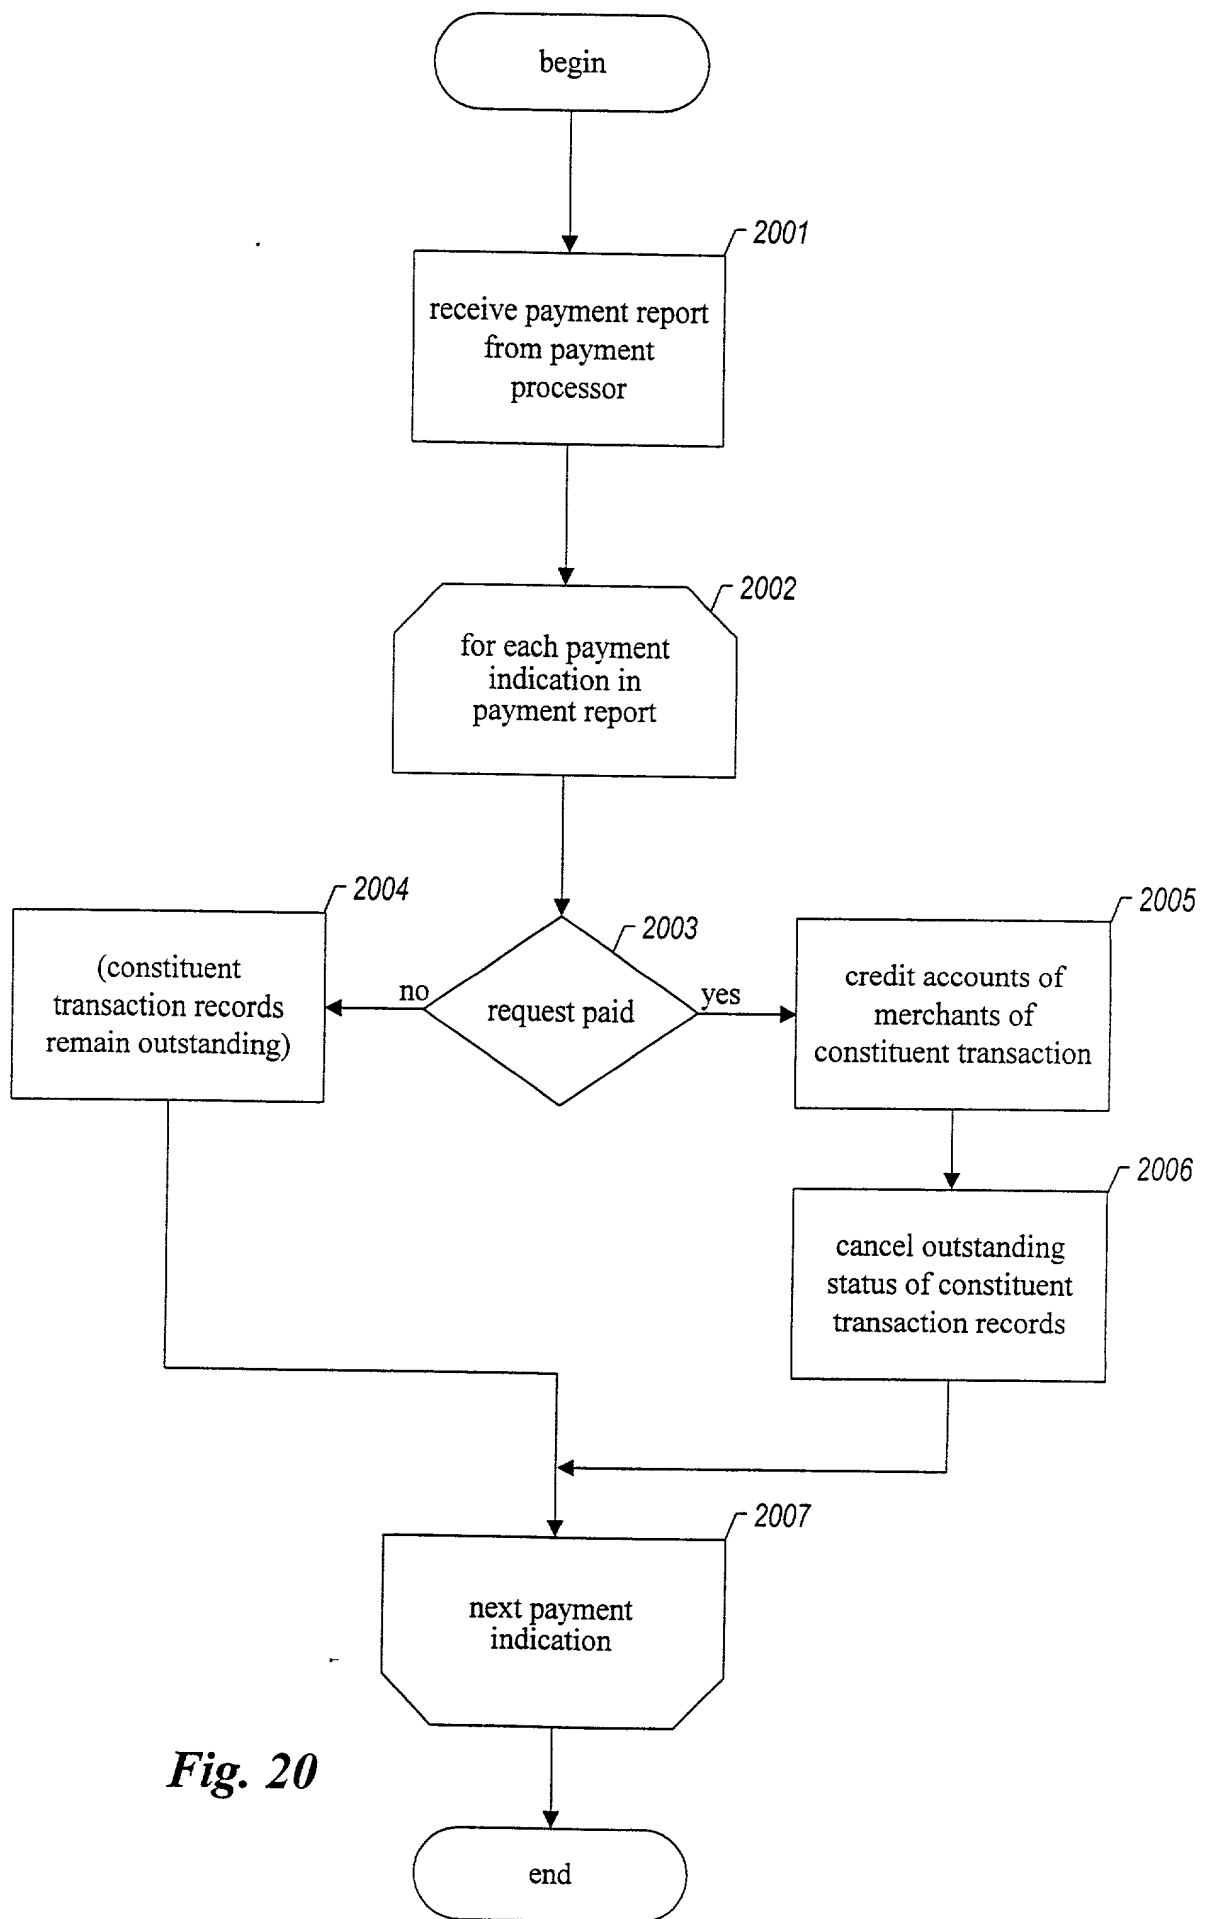 begin
2001
receive payment report
from payment
processor
2002
for each payment
indication in
payment report
2004
(constituent
transaction records
remain outstanding)
no
2003
request paid
yes
2005
credit accounts of
merchants of
constituent transaction
2006
cancel outstanding
status of constituent
transaction records
2007
next payment
indication
Fig. 20
end